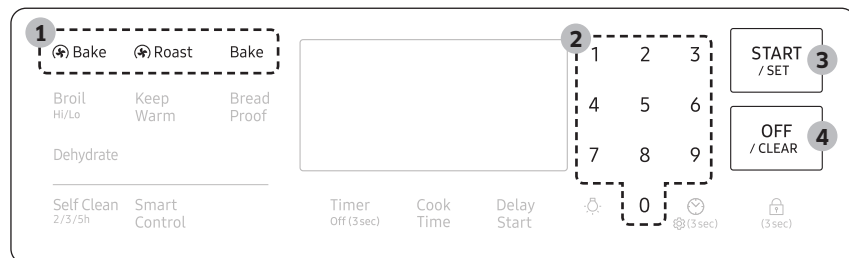 1
Bake Roast Bake
2
1 2 3
START
/ SET
3
Broil
Hi/Lo
Keep
Warm
Bread
Proof
4 5 6
OFF
/ CLEAR
4
Dehydrate
7 8 9
Self Clean
2/3/5h
Smart
Control
Timer
Off (3 sec)
Cook
Time
Delay
Start
0
(3 sec)
(3 sec)